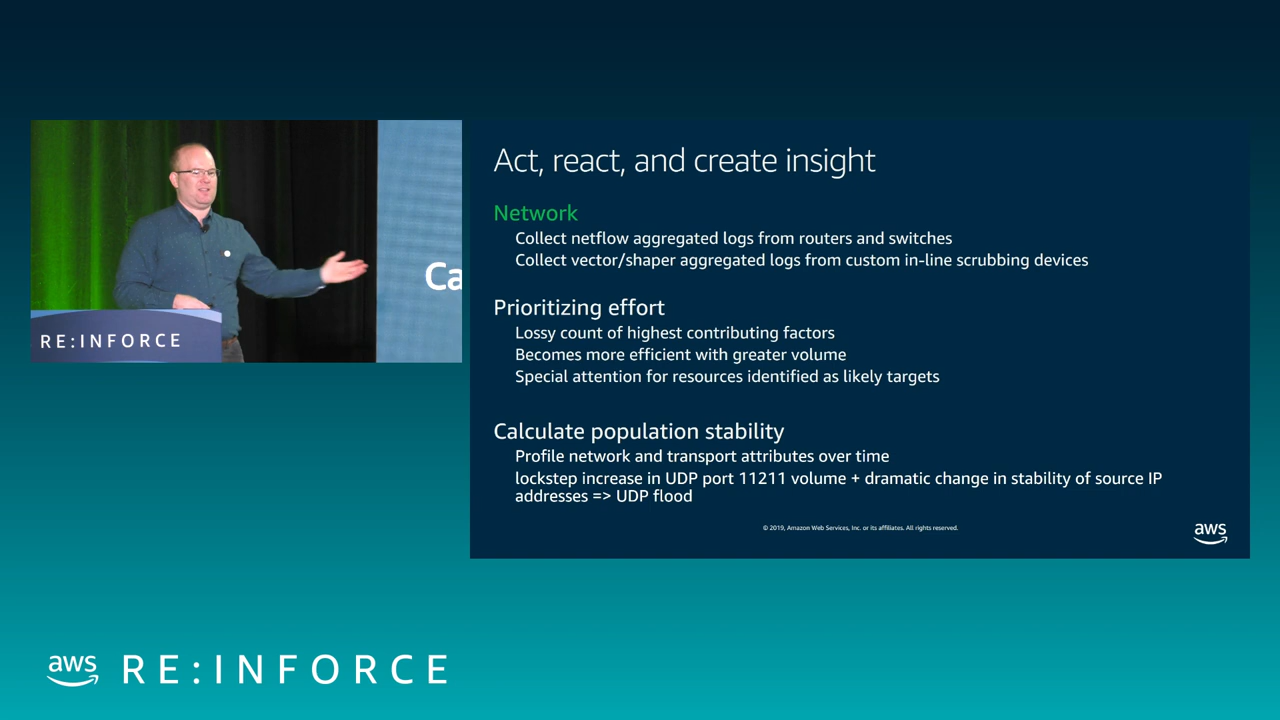 Ca
RE:INFORCE
Act, react, and create insight
Network
Collect netflow aggregated logs from routers and switches
Collect vector/shaper aggregated logs from custom in-line scrubbing devices
Prioritizing effort
Lossy count of highest contributing factors
Becomes more efficient with greater volume
Special attention for resources identified as likely targets
Calculate population stability
Profile network and transport attributes over time
lockstep increase in UDP port 11211 volume + dramatic change in stability of source IP
addresses => UDP flood
© 2019, Amazon Web Services, Inc. or its affiliates. All rights reserved.
aws
aws RE:INFORCE